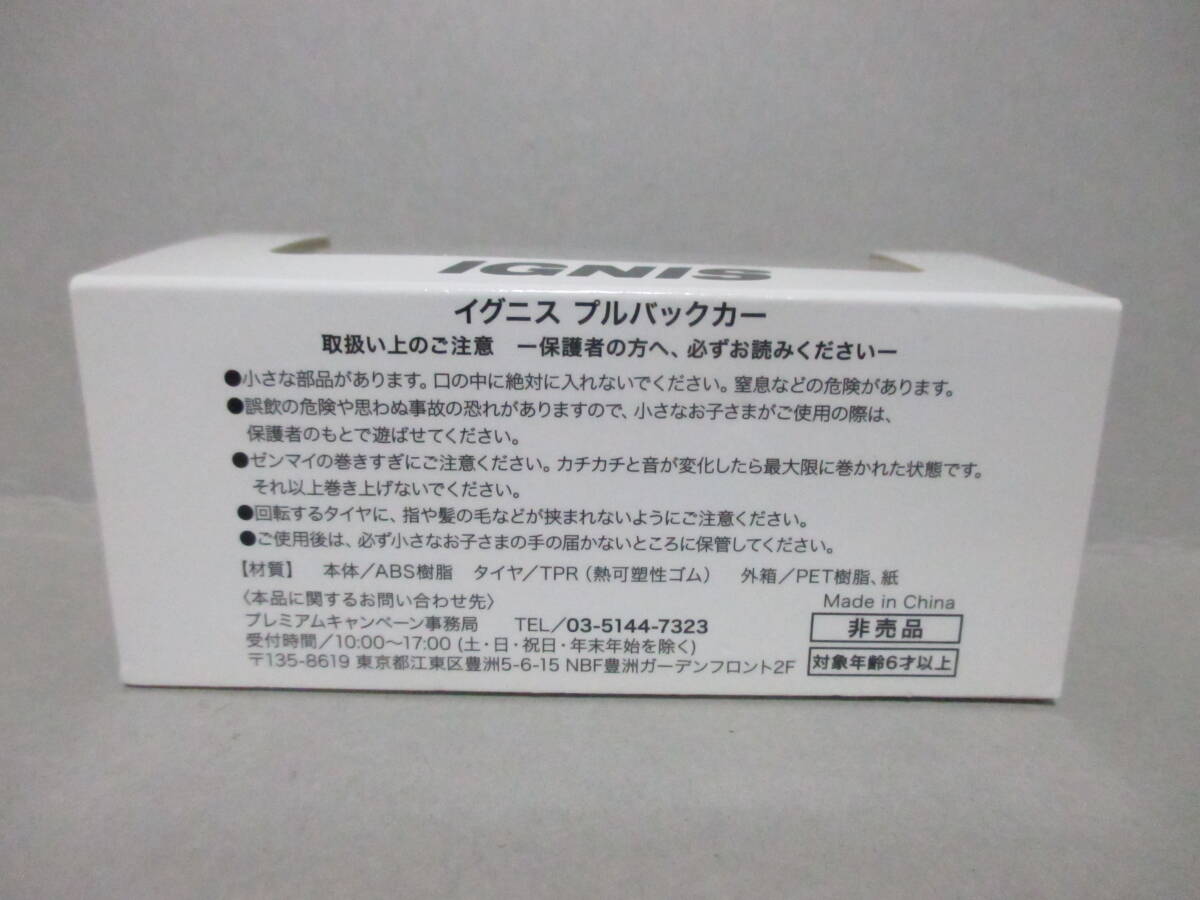 IGNIS
イグニス プルバックカー
取扱い上のご注意 ー保護者の方へ、必ずお読みくださいー
●小さな部品があります。口の中に絶対に入れないでください。窒息などの危険があります。
●誤飲の危険や思わぬ事故の恐れがありますので、小さなお子さまがご使用の際は、
保護者のもとで遊ばせてください。
●ゼンマイの巻きすぎにご注意ください。カチカチと音が変化したら最大限に巻かれた状態です。
それ以上巻き上げないでください。
●回転するタイヤに、指や髪の毛などが挟まれないようにご注意ください。
●ご使用後は、必ず小さなお子さまの手の届かないところに保管してください。
【材質】 本体/ABS樹脂 タイヤ/TPR(熱可塑性ゴム) 外箱/PET樹脂、紙
〈本品に関するお問い合わせ先〉
プレミアムキャンペーン事務局 TEL/03-5144-7323
受付時間/10:00〜17:00 (土・日・祝日・年末年始を除く)
〒135-8619 東京都江東区豊洲5-6-15 NBF豊洲ガーデンフロント2F
Made in China
非売品
対象年齢6才以上